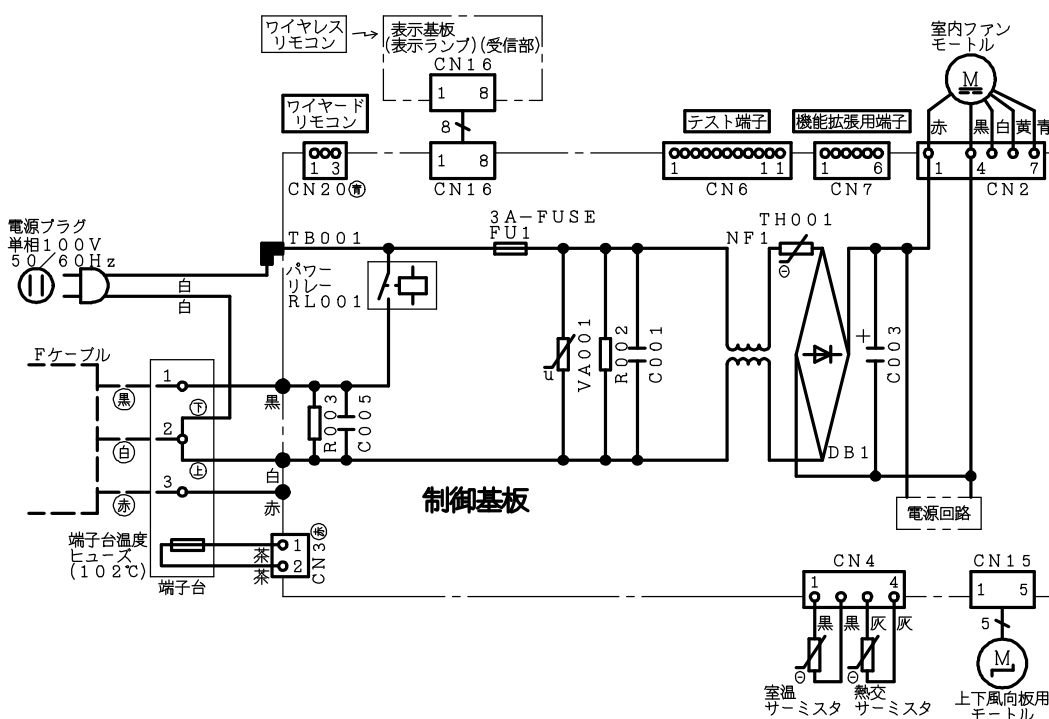 ワイヤレス
リモコン
表示基板
(表示ランプ)(受信部)
CN16
1 8
8
1 8
CN16
ワイヤード
リモコン
1 3
CN20 青
テスト端子
1 11
CN6
機能拡張用端子
1 6
CN7
室内ファン
モートル
M
赤 黒 白 黄 青
1 4 7
CN2
電源プラグ
単相100V
50/60Hz
白
白
TB001
パワー
リレー
RL001
3A-FUSE
FU1
NF1
TH001
Θ
u
VA001
R002
C001
+
C003
DB1
電源回路
Fケーブル
黒
白
赤
1
2
3
下
上
黒
白
赤
R003
C005
制御基板
端子台温度
ヒューズ
(102℃)
端子台
茶
茶
1
2
CN3 赤
CN4
1 4
黒 黒 灰 灰
Θ
Θ
室温
サーミスタ
熱交
サーミスタ
CN15
1 5
5
M
上下風向板用
モートル